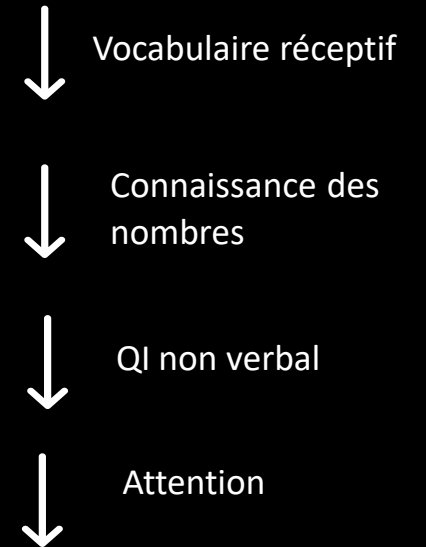 Vocabulaire réceptif
Connaissance des
nombres
QI non verbal
Attention